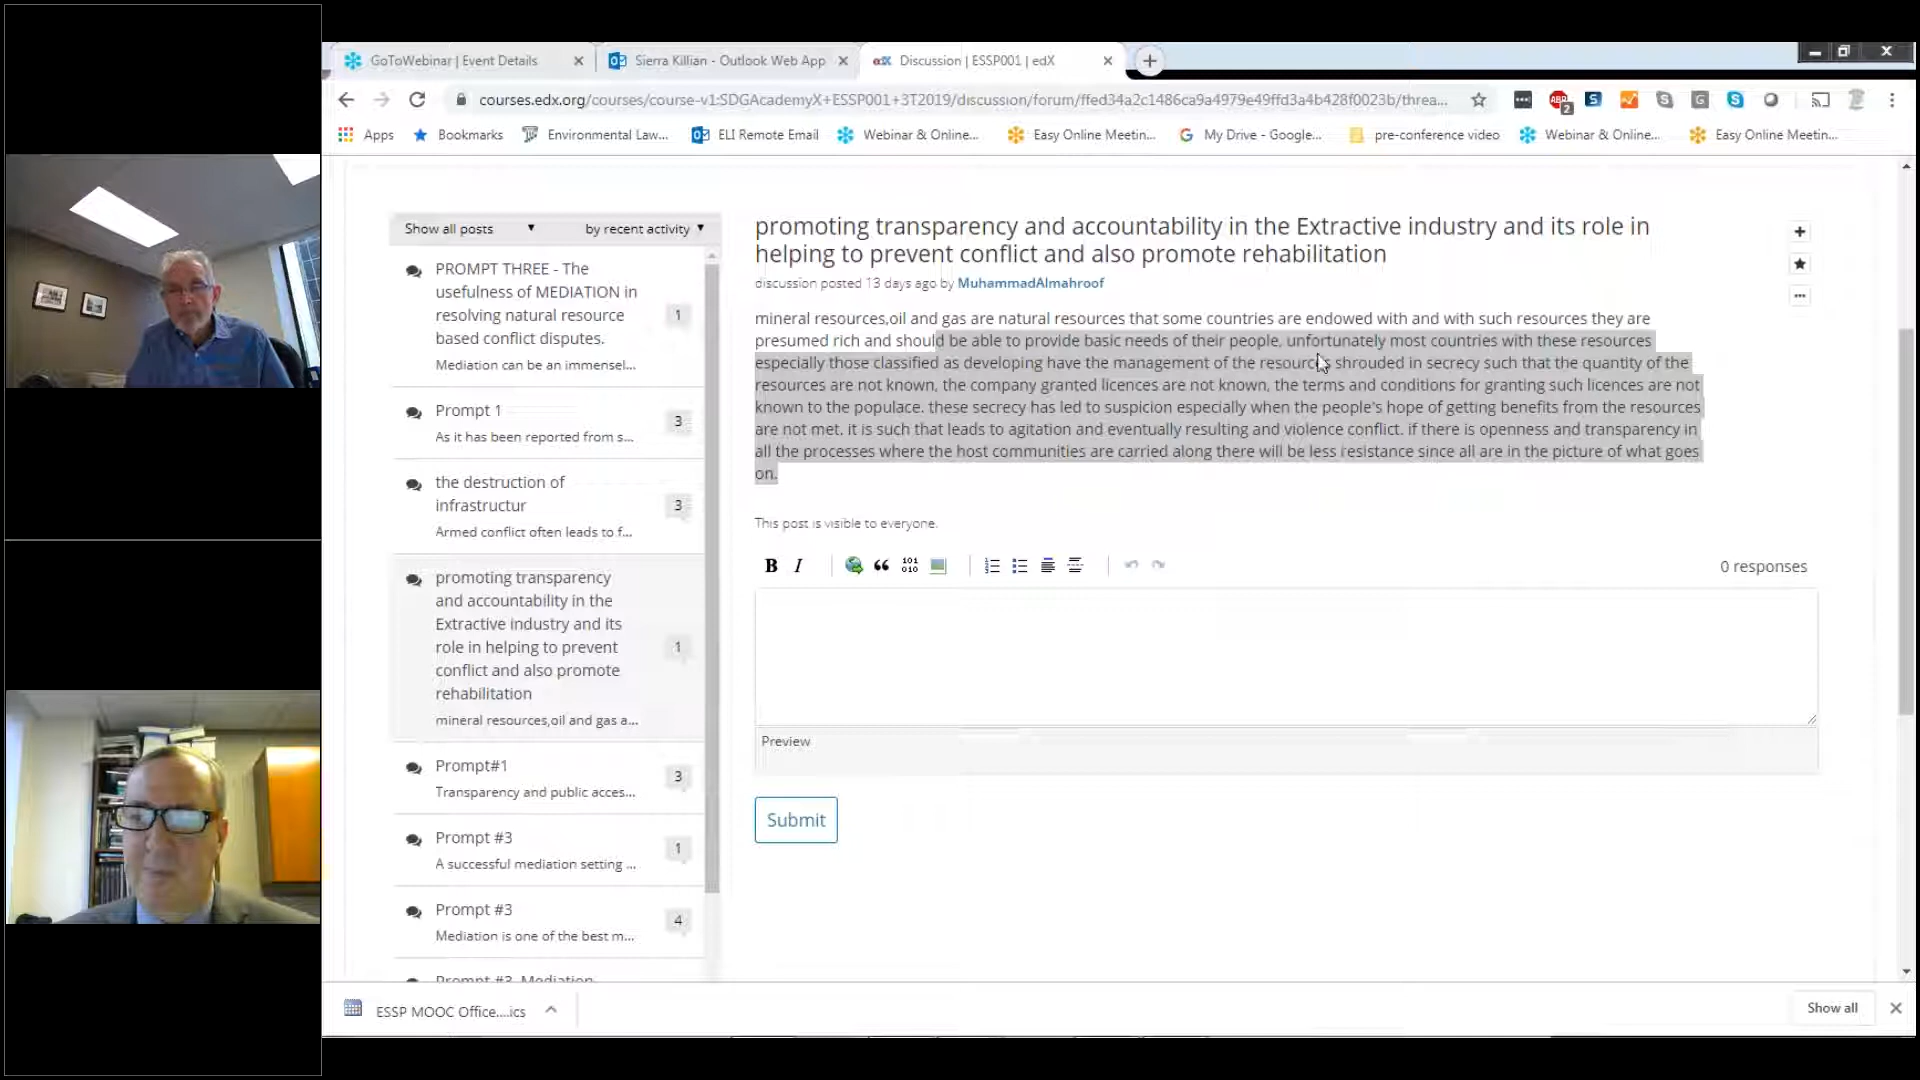 GoToWebinar | Event Details
Sierra Killian - Outlook Web App
Discussion | ESSP001 | edX
courses.edx.org/courses/course-v1:SDGAcademyX+ESSP001+3T2019/discussion/forum/ffed34a2c1486ca9a4979e49ffd3a4b428f0023b/threa...
Apps
Bookmarks
Environmental Law...
ELI Remote Email
Webinar & Online...
Easy Online Meetin...
My Drive - Google...
pre-conference video
Webinar & Online...
Easy Online Meetin...
Show all posts
by recent activity
PROMPT THREE - The
usefulness of MEDIATION in
resolving natural resource
based conflict disputes.
Mediation can be an immensel...
1
Prompt 1
As it has been reported from s...
3
the destruction of
infrastructur
Armed conflict often leads to f...
3
promoting transparency
and accountability in the
Extractive industry and its
role in helping to prevent
conflict and also promote
rehabilitation
mineral resources,oil and gas a...
1
Prompt#1
Transparency and public acces...
3
Prompt #3
A successful mediation setting ...
1
Prompt #3
Mediation is one of the best m...
4
Prompt #3 Mediation
promoting transparency and accountability in the Extractive industry and its role in
helping to prevent conflict and also promote rehabilitation
discussion posted 13 days ago by MuhammadAlmahroof
mineral resources,oil and gas are natural resources that some countries are endowed with and with such resources they are
presumed rich and should be able to provide basic needs of their people, unfortunately most countries with these resources
especially those classified as developing have the management of the resources shrouded in secrecy such that the quantity of the
resources are not known, the company granted licences are not known, the terms and conditions for granting such licences are not
known to the populace. these secrecy has led to suspicion especially when the people's hope of getting benefits from the resources
are not met. it is such that leads to agitation and eventually resulting and violence conflict. if there is openness and transparency in
all the processes where the host communities are carried along there will be less resistance since all are in the picture of what goes
on.
This post is visible to everyone.
B I
101
010
0 responses
Preview
Submit
ESSP MOOC Office....ics
Show all